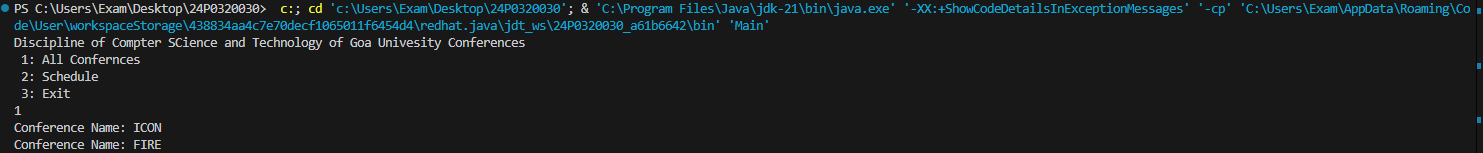 PS C:\Users\Exam\Desktop\24P0320030>  c:; cd 'c:\Users\Exam\Desktop\24P0320030'; & 'C:\Program Files\Java\jdk-21\bin\java.exe' '-XX:+ShowCodeDetailsInExceptionMessages' '-cp' 'C:\Users\Exam\AppData\Roaming\Co
de\User\workspaceStorage\438834aa4c7e70decf1065011f6454d4\redhat.java\jdt_ws\24P0320030_a61b6642\bin' 'Main'
Discipline of Compter SCience and Technology of Goa Univesity Conferences
1: All Confernces
2: Schedule
3: Exit
1
Conference Name: ICON
Conference Name: FIRE